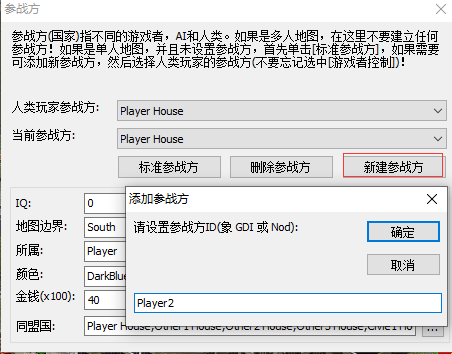 参战方
参战方(国家)指不同的游戏者，AI和人类。如果是多人地图，在这里不要建立任何
参战方！如果是单人地图，并且未设置参战方，首先单击[标准参战方]，如果需要
可添加新参战方，然后选择人类玩家的参战方(不要忘记选中[游戏者控制])！
人类玩家参战方: Player House
当前参战方: Player House
标准参战方 删除参战方 新建参战方
IQ: 0
地图边界: South
所属: Player
颜色: DarkBlue
金钱(x100): 40
同盟国: Player House,Other1 House,Other2 House,Other3 House, ...
添加参战方
请设置参战方ID(象 GDI 或 Nod):
确定
取消
Player2